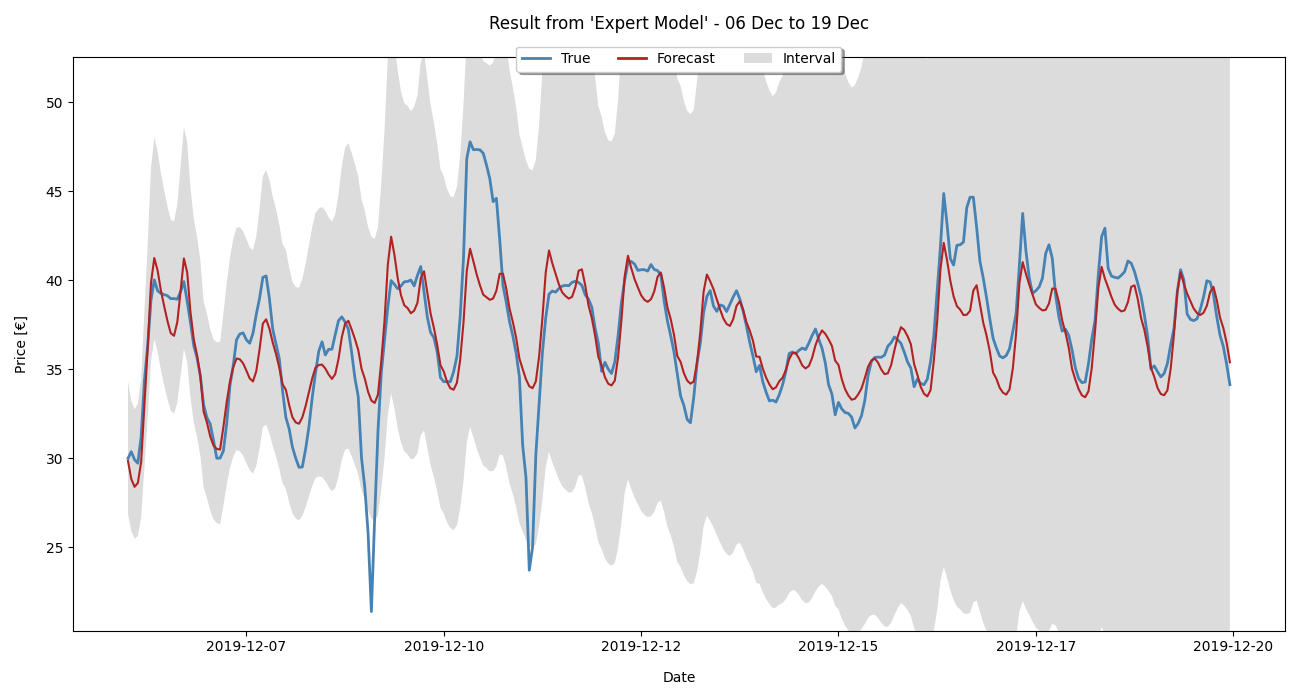 Result from 'Expert Model' - 06 Dec to 19 Dec
True Forecast Interval
Price [€]
50
45
40
35
30
25
2019-12-07 2019-12-10 2019-12-12 2019-12-15 2019-12-17 2019-12-20
Date